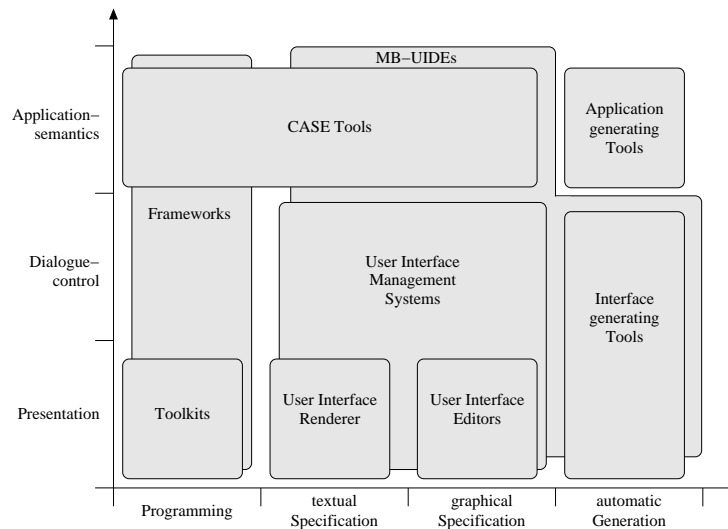 MB−UIDEs
Application−
semantics
CASE Tools
Application
generating
Tools
Frameworks
Dialogue−
control
User Interface
Management
Systems
Interface
generating
Tools
Presentation
Toolkits
User Interface
Renderer
User Interface
Editors
Programming
textual
Specification
graphical
Specification
automatic
Generation